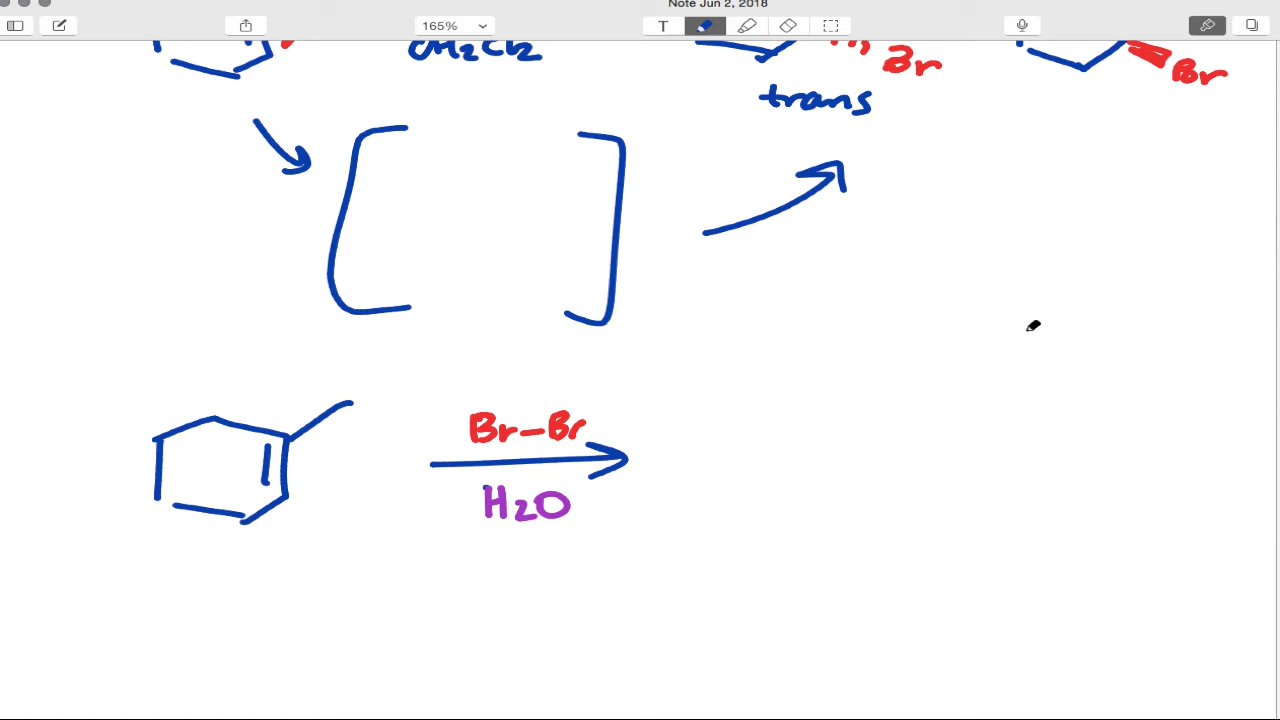 Note Jun 2, 2018
165%
T
CH2Cl2
Br
Br
trans
Br–Br
H2O